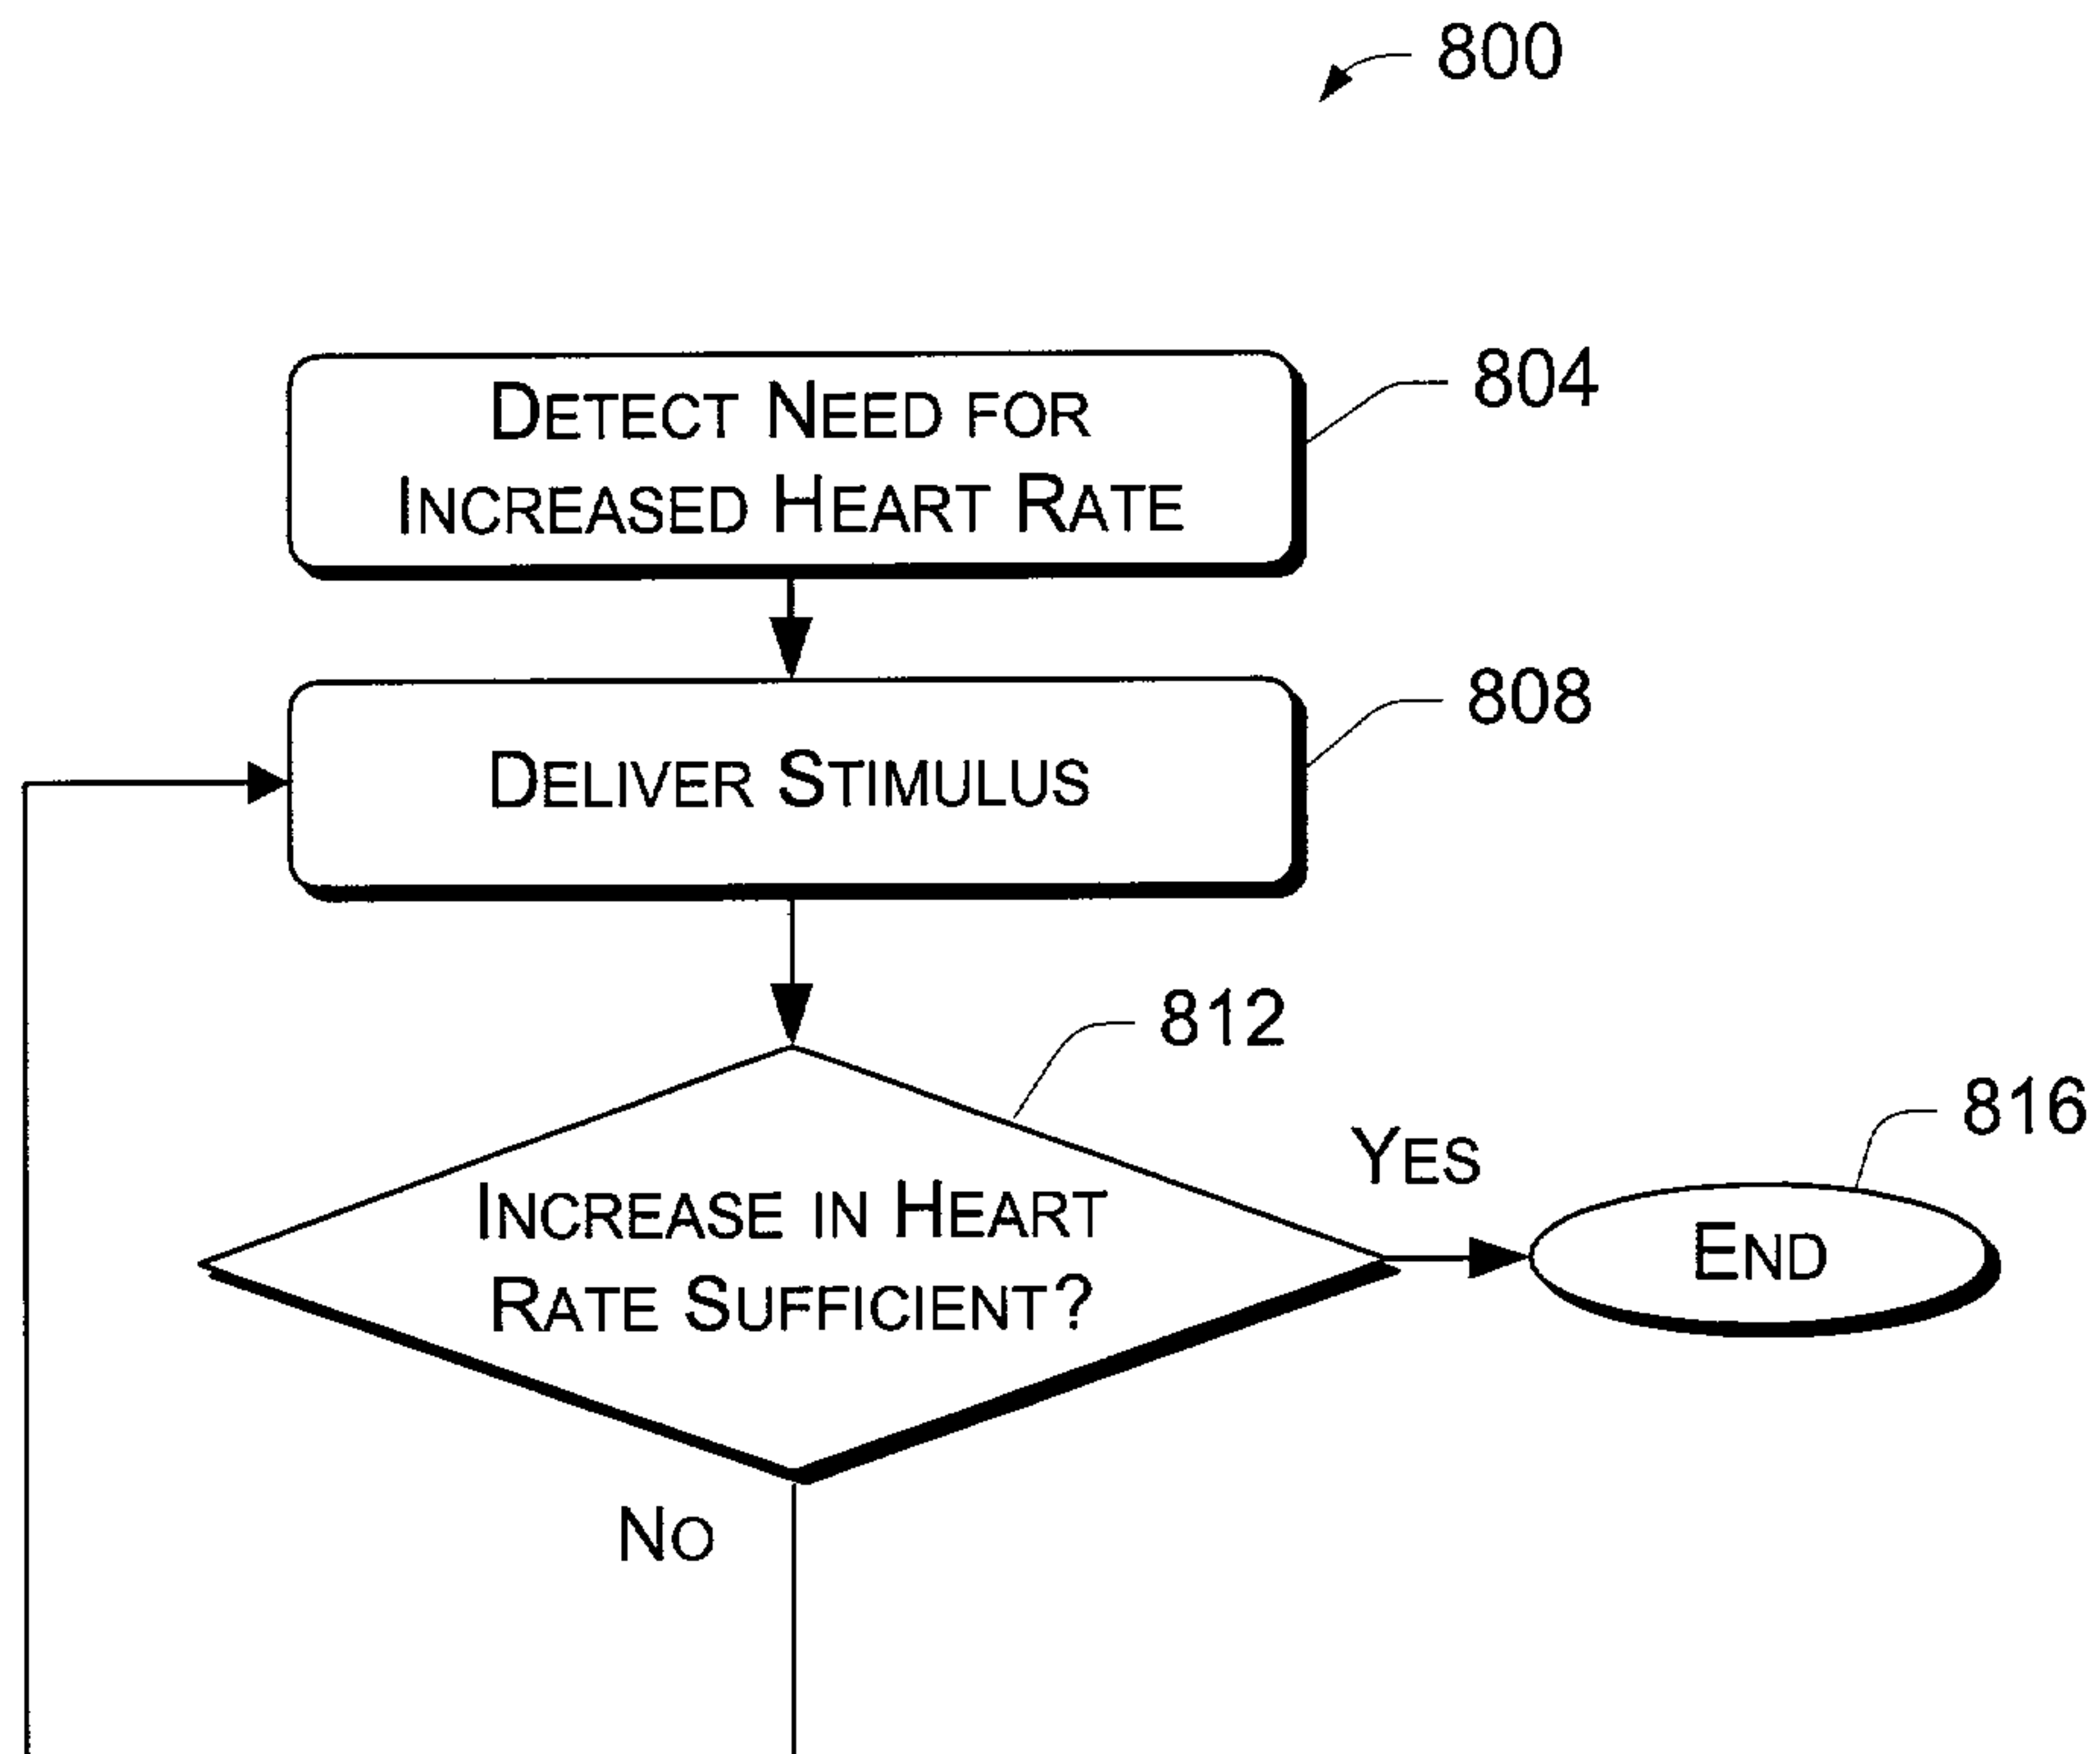 800
DETECT NEED FOR
INCREASED HEART RATE
804
DELIVER STIMULUS
808
812
INCREASE IN HEART
RATE SUFFICIENT?
YES
816
END
NO